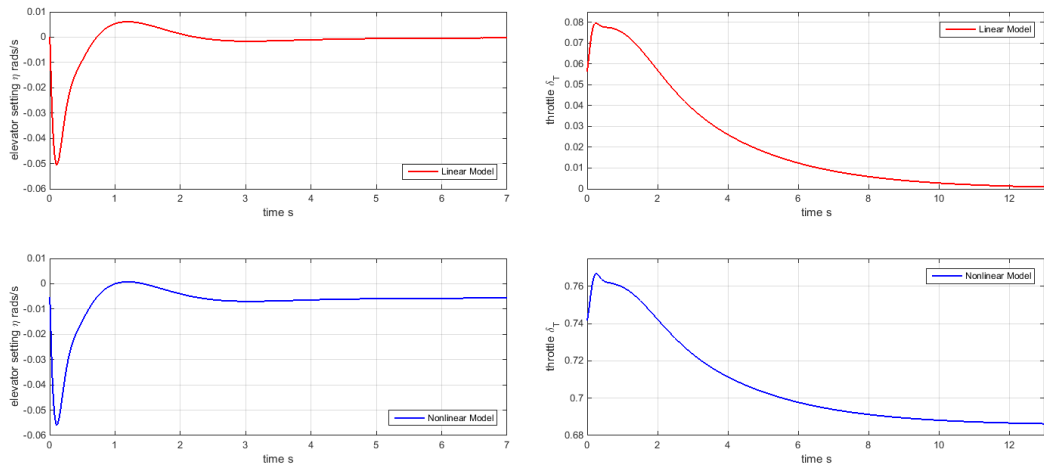 0.01
0
-0.01
-0.02
-0.03
-0.04
-0.05
-0.06
elevator setting η rads/s
Linear Model
0 1 2 3 4 5 6 7
time s
0.08
0.07
0.06
0.05
0.04
0.03
0.02
0.01
0
throttle δ_T
Linear Model
0 2 4 6 8 10 12
time s
0.01
0
-0.01
-0.02
-0.03
-0.04
-0.05
-0.06
elevator setting η rads/s
Nonlinear Model
0 1 2 3 4 5 6 7
time s
0.76
0.74
0.72
0.7
0.68
throttle δ_T
Nonlinear Model
0 2 4 6 8 10 12
time s